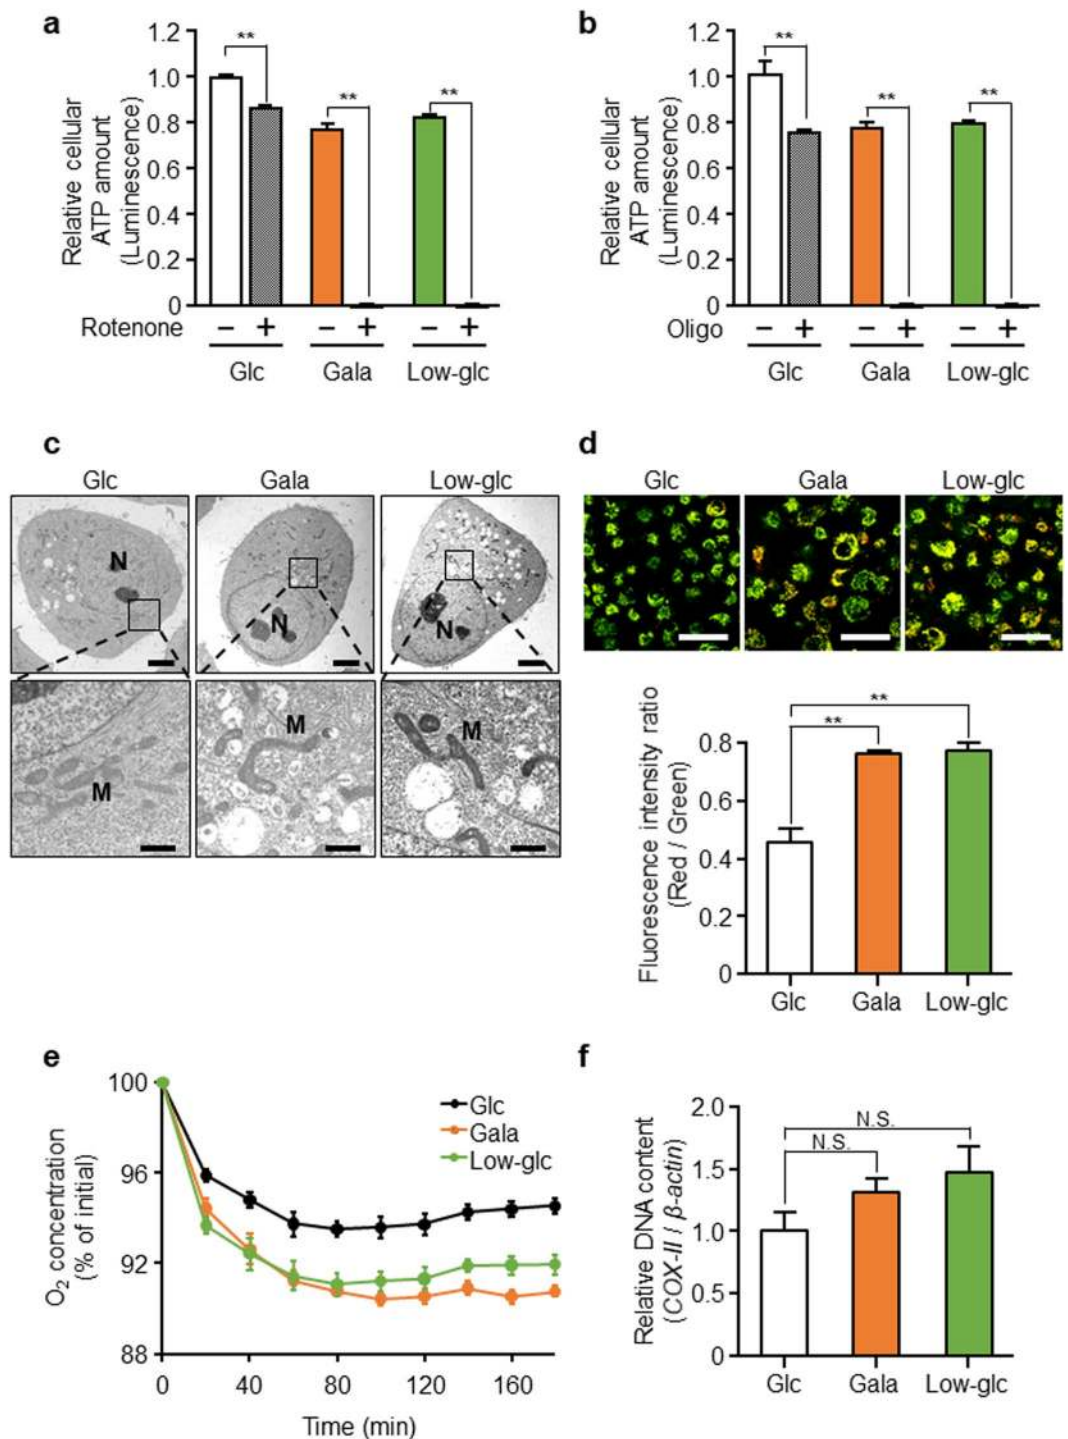 a
Relative cellular
ATP amount
(Luminescence)
1.2
1.0
0.8
0.6
0.4
0.2
0
**
**
**
Rotenone
− + − + − +
Glc Gala Low-glc
b
Relative cellular
ATP amount
(Luminescence)
1.2
1.0
0.8
0.6
0.4
0.2
0
**
**
**
Oligo
− + − + − +
Glc Gala Low-glc
c
Glc Gala Low-glc
N N N
M M M
d
Glc Gala Low-glc
Fluorescence intensity ratio
(Red / Green)
0.8
0.6
0.4
0.2
0
**
**
Glc Gala Low-glc
e
O2 concentration
(% of initial)
100
96
92
88
Glc
Gala
Low-glc
0 40 80 120 160
Time (min)
f
Relative DNA content
(COX-II / β-actin)
2.0
1.5
1.0
0.5
0
N.S.
N.S.
Glc Gala Low-glc